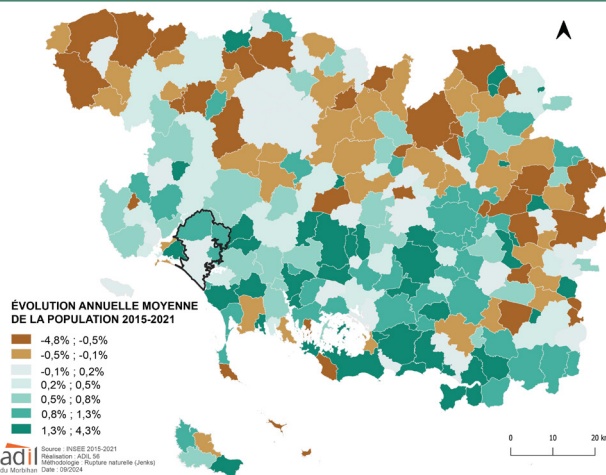 ÉVOLUTION ANNUELLE MOYENNE
DE LA POPULATION 2015-2021
-4,8% ; -0,5%
-0,5% ; -0,1%
-0,1% ; 0,2%
0,2% ; 0,5%
0,5% ; 0,8%
0,8% ; 1,3%
1,3% ; 4,3%
adil
du Morbihan
Source : INSEE 2015-2021
Réalisation : ADIL 56
Méthodologie : Rupture naturelle (Jenks)
Date : 09/2024
0 10 20 k